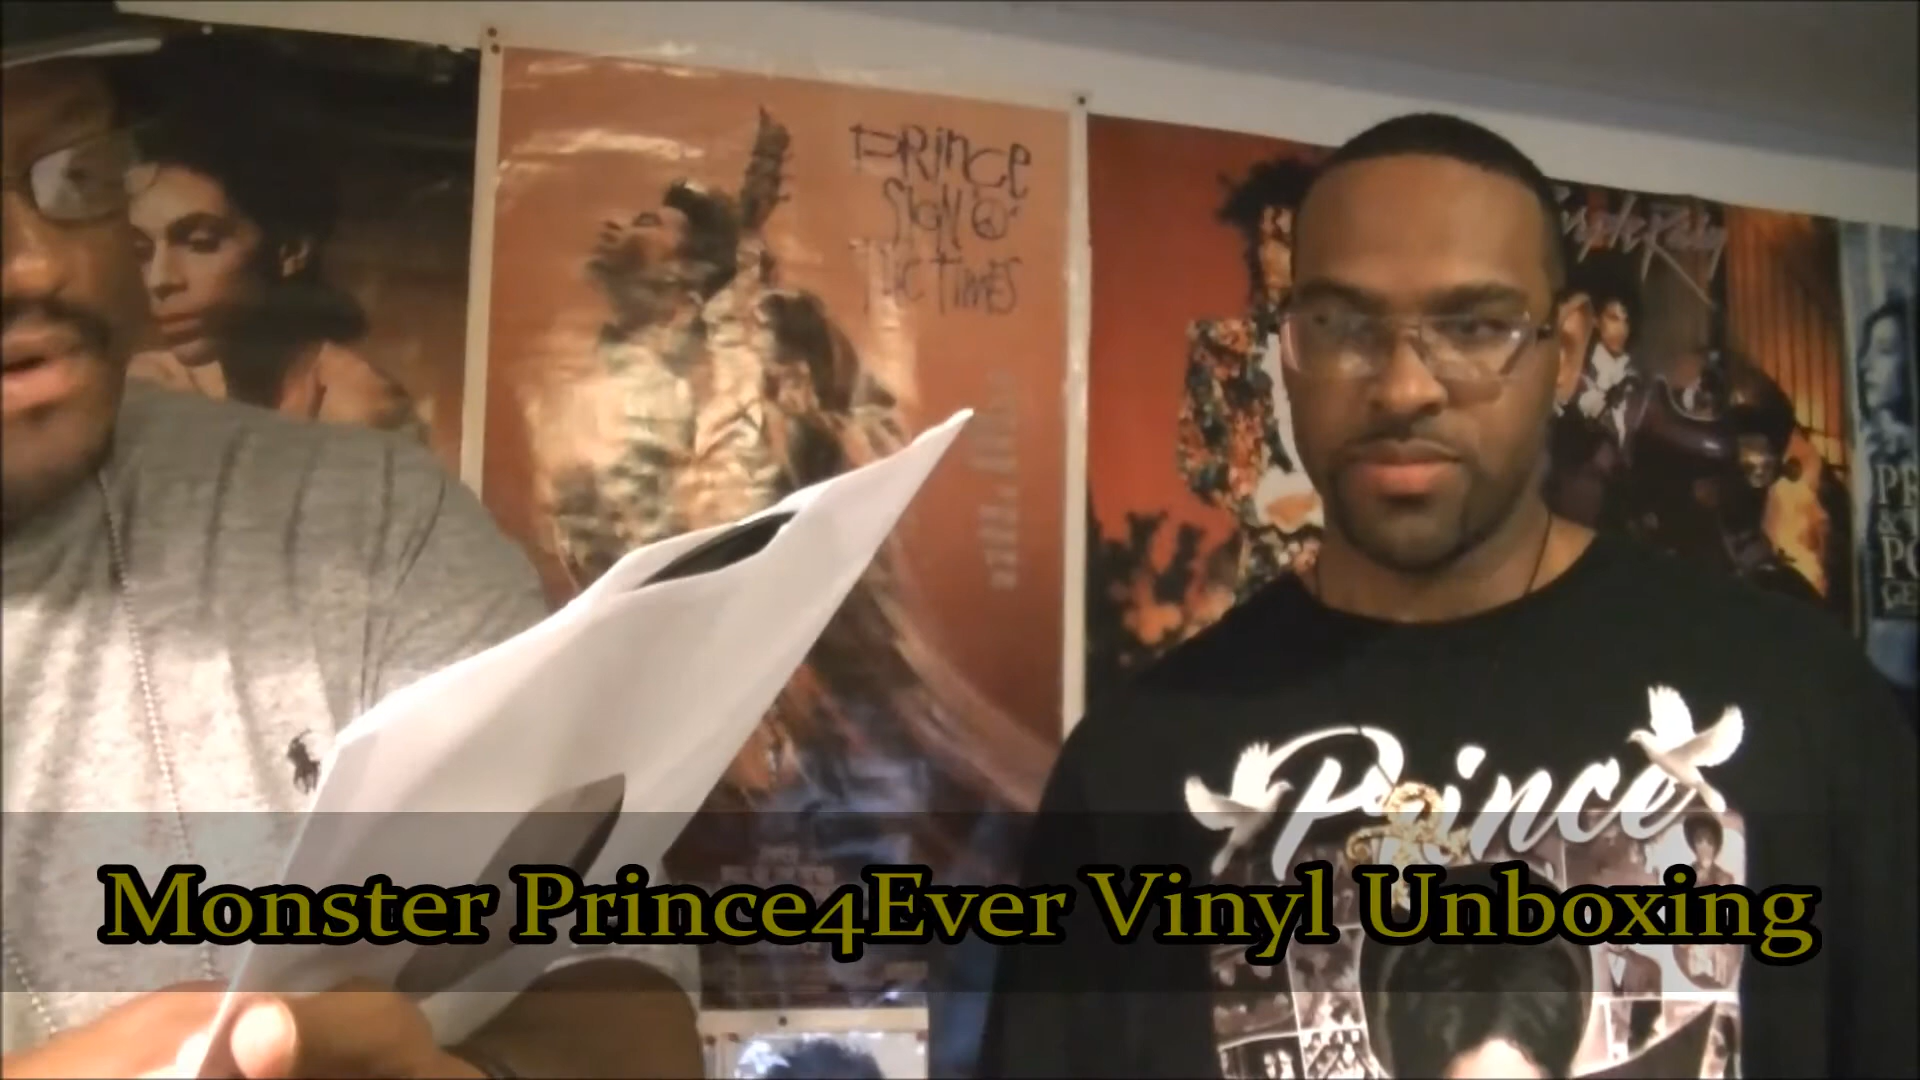 PRince
SIGN O'
THE TIMES
Purple Rain
Prince
Monster Prince4Ever Vinyl Unboxing